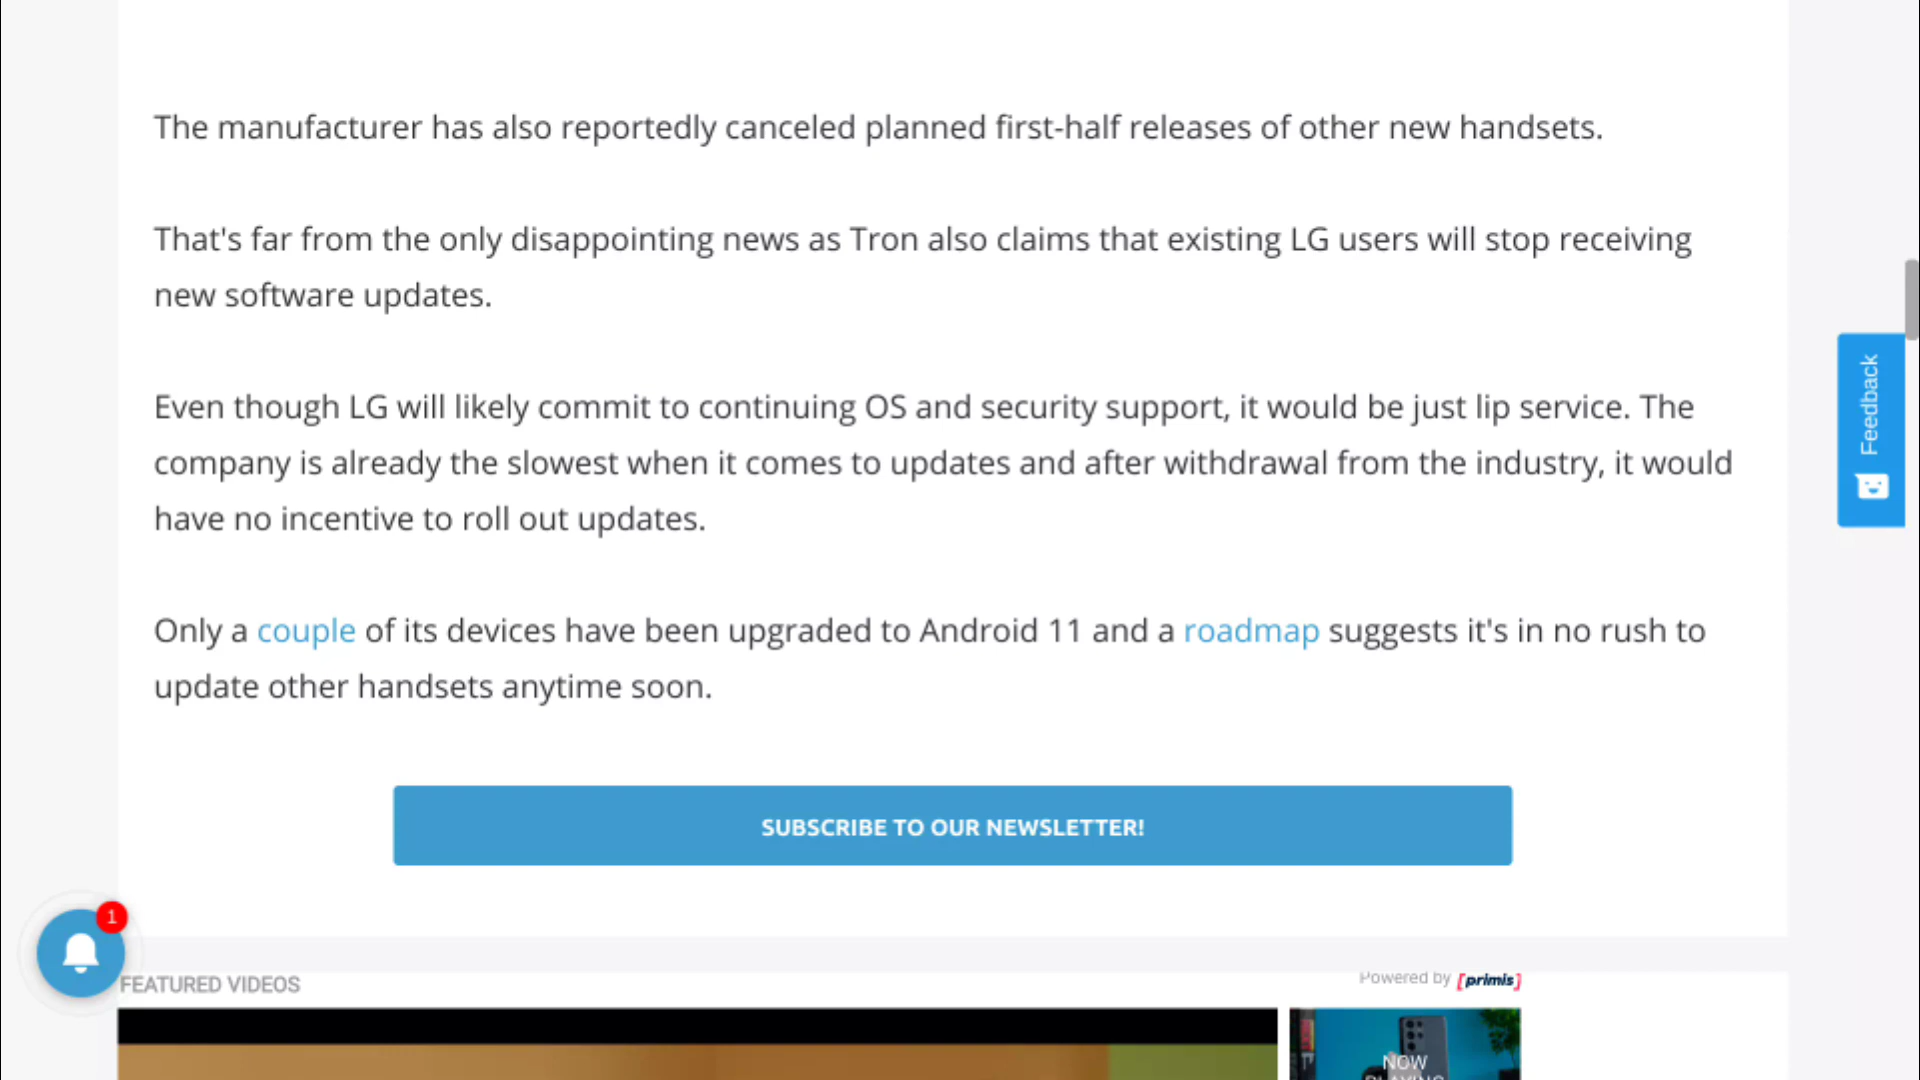 The manufacturer has also reportedly canceled planned first-half releases of other new handsets.
That's far from the only disappointing news as Tron also claims that existing LG users will stop receiving
new software updates.
Even though LG will likely commit to continuing OS and security support, it would be just lip service. The
company is already the slowest when it comes to updates and after withdrawal from the industry, it would
have no incentive to roll out updates.
Only a couple of its devices have been upgraded to Android 11 and a roadmap suggests it's in no rush to
update other handsets anytime soon.
SUBSCRIBE TO OUR NEWSLETTER!
Feedback
1
FEATURED VIDEOS
Powered by [primis]
NOW
PLAYING